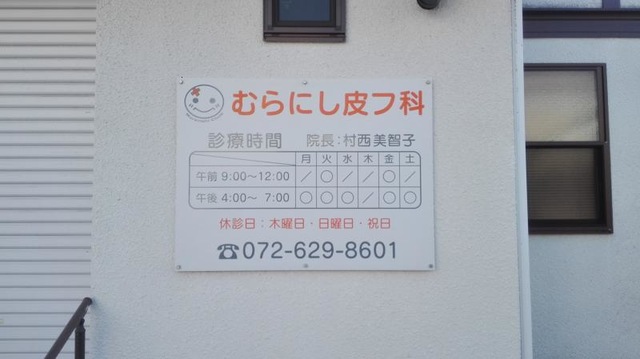 むらにし皮フ科
診療時間 院長:村西美智子
月 火 水 木 金 土
午前 9:00〜12:00 ／ ○ ／ ／ ○ ／
午後 4:00〜 7:00 ○ ○ ○ ／ ○ ○
休診日：木曜日・日曜日・祝日
☎072-629-8601